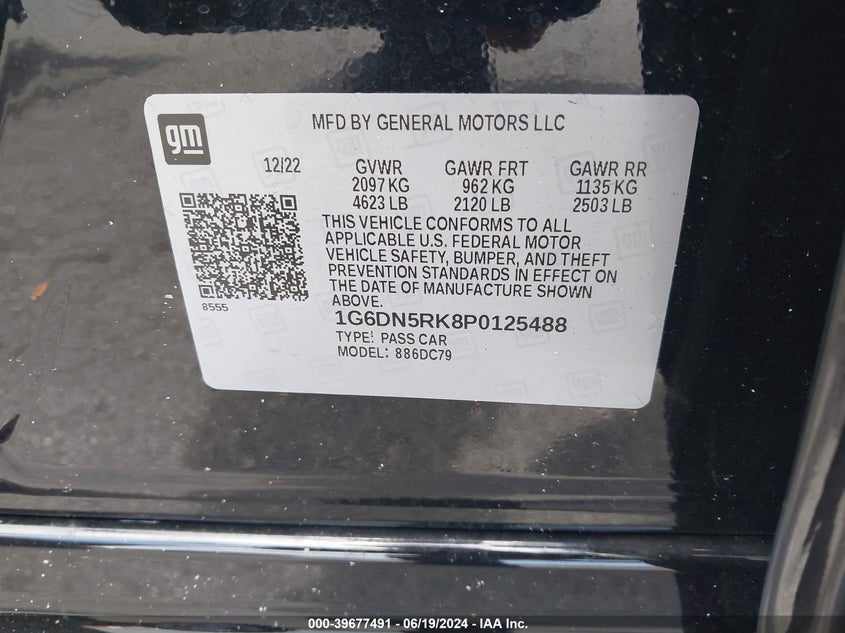 gm
MFD BY GENERAL MOTORS LLC
12/22 GVWR GAWR FRT GAWR RR
2097 KG 962 KG 1135 KG
4623 LB 2120 LB 2503 LB
THIS VEHICLE CONFORMS TO ALL
APPLICABLE U.S. FEDERAL MOTOR
VEHICLE SAFETY, BUMPER, AND THEFT
PREVENTION STANDARDS IN EFFECT ON
THE DATE OF MANUFACTURE SHOWN
ABOVE.
8555
1G6DN5RK8P0125488
TYPE: PASS CAR
MODEL: 886DC79
000-39677491 - 06/19/2024 - IAA Inc.